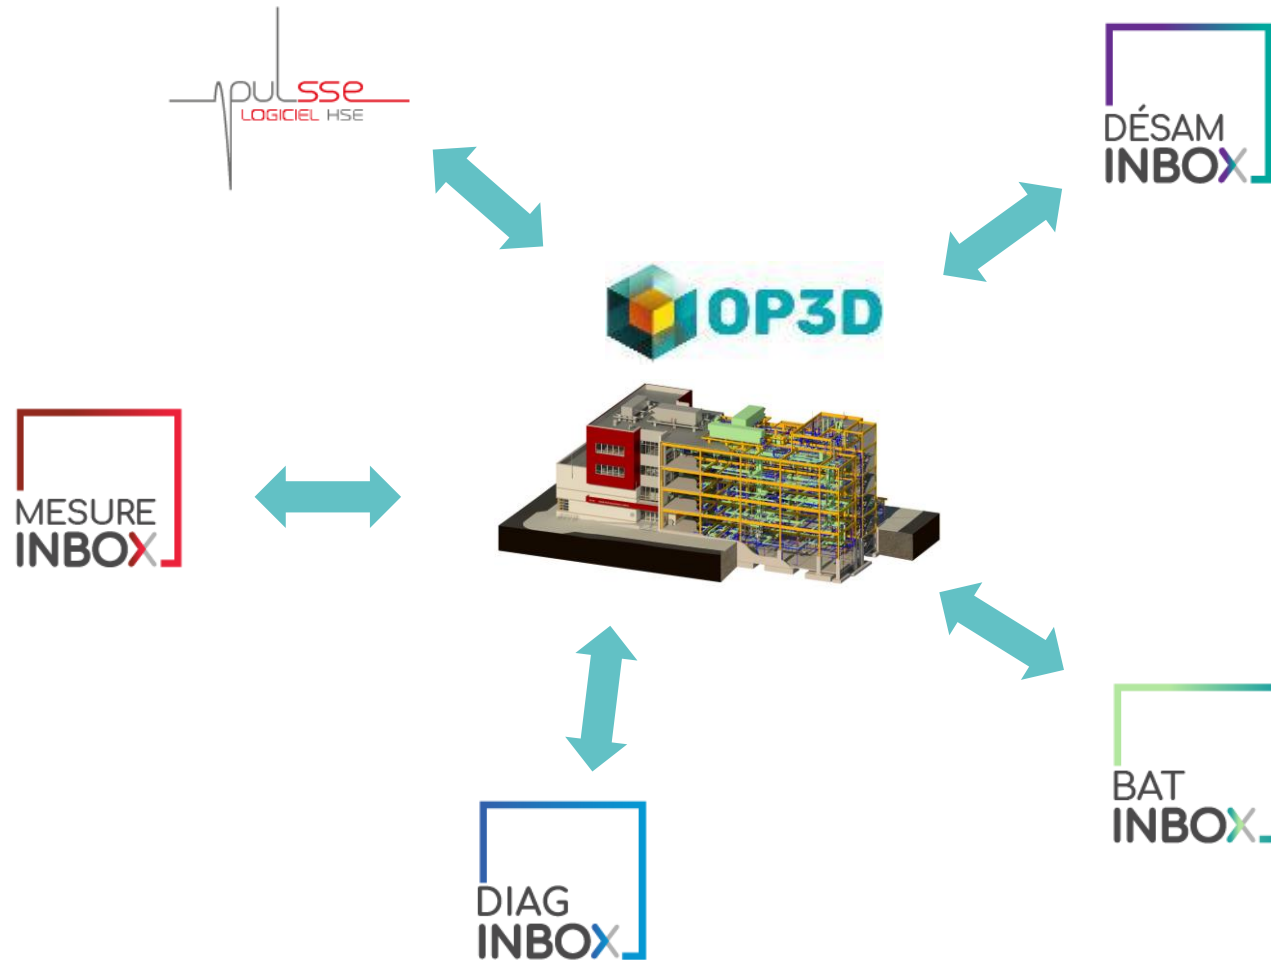 pulsse
LOGICIEL HSE
DÉSAM
INBOX
OP3D
MESURE
INBOX
BAT
INBOX
DIAG
INBOX